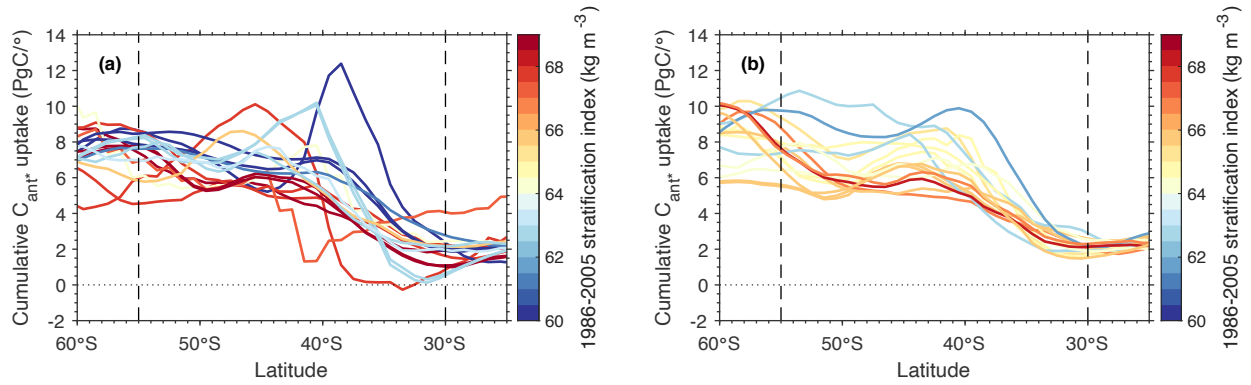 (a)
14
12
10
8
6
4
2
0
-2
60°S
50°S
40°S
30°S
Latitude
Cumulative C_ant* uptake (PgC/°)
68
66
64
62
60
1986-2005 stratification index (kg m⁻³)
(b)
14
12
10
8
6
4
2
0
-2
60°S
50°S
40°S
30°S
Latitude
Cumulative C_ant* uptake (PgC/°)
68
66
64
62
60
1986-2005 stratification index (kg m⁻³)